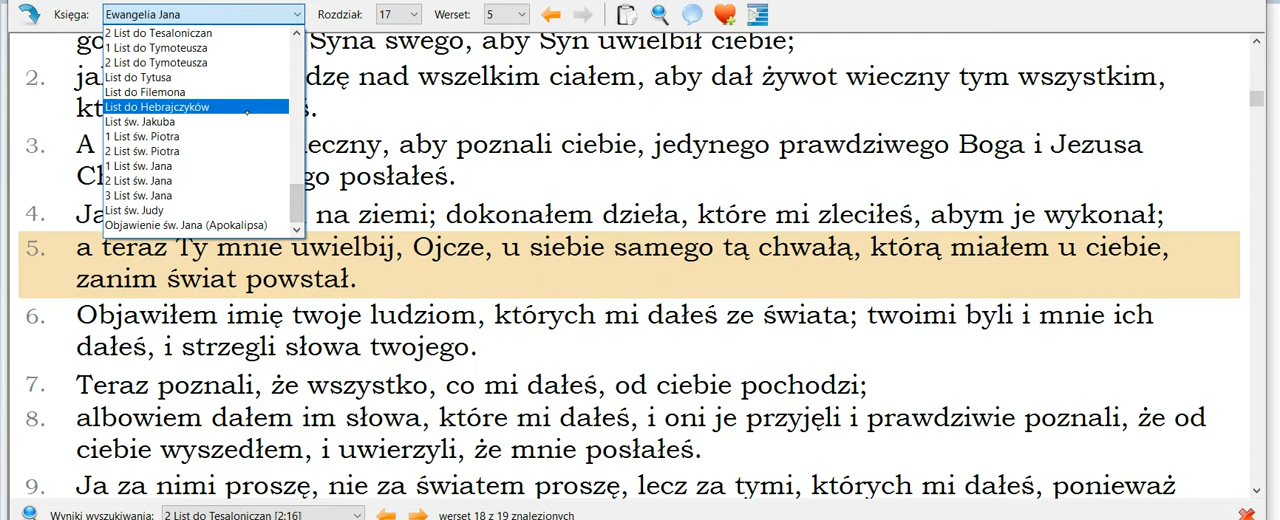 Księga: Ewangelia Jana Rozdział: 17 Werset: 5
2 List do Tesaloniczan
1 List do Tymoteusza
2 List do Tymoteusza
List do Tytusa
List do Filemona
List do Hebrajczyków
List św. Jakuba
1 List św. Piotra
2 List św. Piotra
1 List św. Jana
2 List św. Jana
3 List św. Jana
List św. Judy
Objawienie św. Jana (Apokalipsa)
Syna swego, aby Syn uwielbił ciebie;
2. nad wszelkim ciałem, aby dał żywot wieczny tym wszystkim,
3. A aby poznali ciebie, jedynego prawdziwego Boga i Jezusa
posłałeś.
4. na ziemi; dokonałem dzieła, które mi zleciłeś, abym je wykonał;
5. a teraz Ty mnie uwielbij, Ojcze, u siebie samego tą chwałą, którą miałem u ciebie,
zanim świat powstał.
6. Objawiłem imię twoje ludziom, których mi dałeś ze świata; twoimi byli i mnie ich
dałeś, i strzegli słowa twojego.
7. Teraz poznali, że wszystko, co mi dałeś, od ciebie pochodzi;
8. albowiem dałem im słowa, które mi dałeś, i oni je przyjęli i prawdziwie poznali, że od
ciebie wyszedłem, i uwierzyli, że mnie posłałeś.
9. Ja za nimi proszę, nie za światem proszę, lecz za tymi, których mi dałeś, ponieważ
Wyniki wyszukiwania: 2 List do Tesaloniczan [2:16] werset 18 z 19 znalezionych